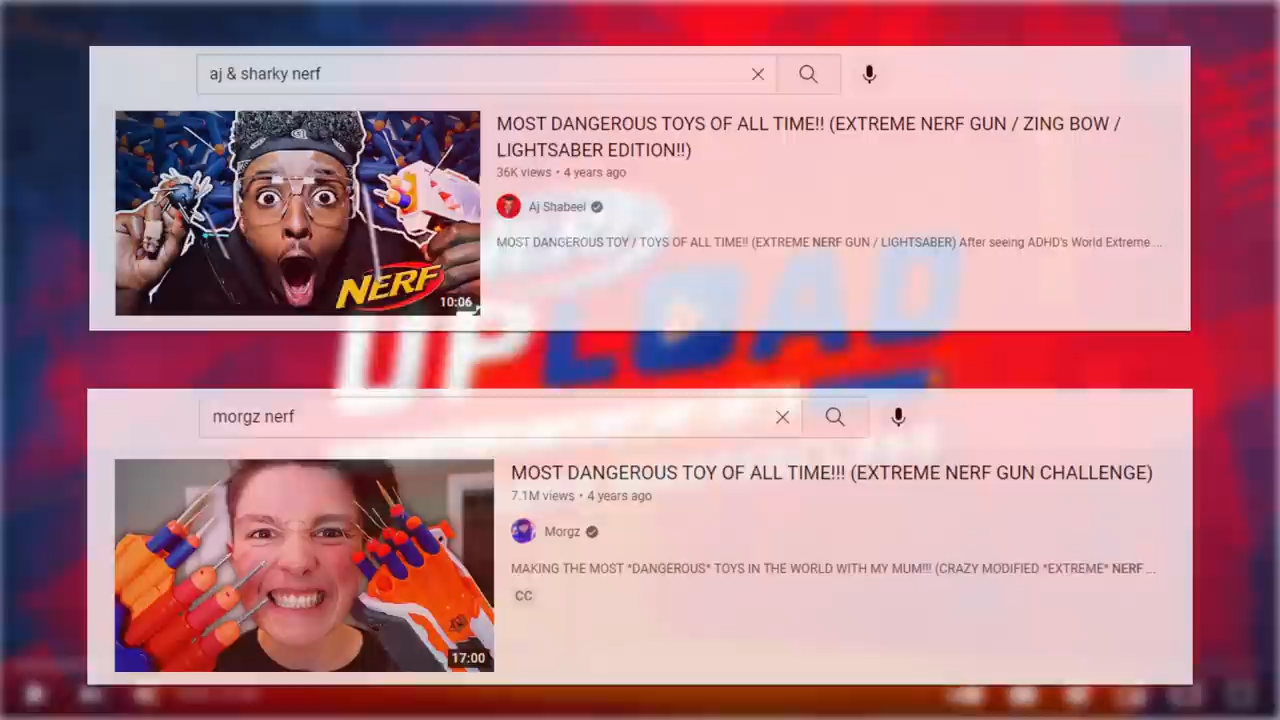 aj & sharky nerf
MOST DANGEROUS TOYS OF ALL TIME!! (EXTREME NERF GUN / ZING BOW /
LIGHTSABER EDITION!!)
36K views • 4 years ago
Aj Shabeel
MOST DANGEROUS TOY / TOYS OF ALL TIME!! (EXTREME NERF GUN / LIGHTSABER) After seeing ADHD's World Extreme ...
NERF
10:06
UPLOAD
morgz nerf
MOST DANGEROUS TOY OF ALL TIME!!! (EXTREME NERF GUN CHALLENGE)
7.1M views • 4 years ago
Morgz
MAKING THE MOST *DANGEROUS* TOYS IN THE WORLD WITH MY MUM!!! (CRAZY MODIFIED *EXTREME* NERF ...
CC
17:00